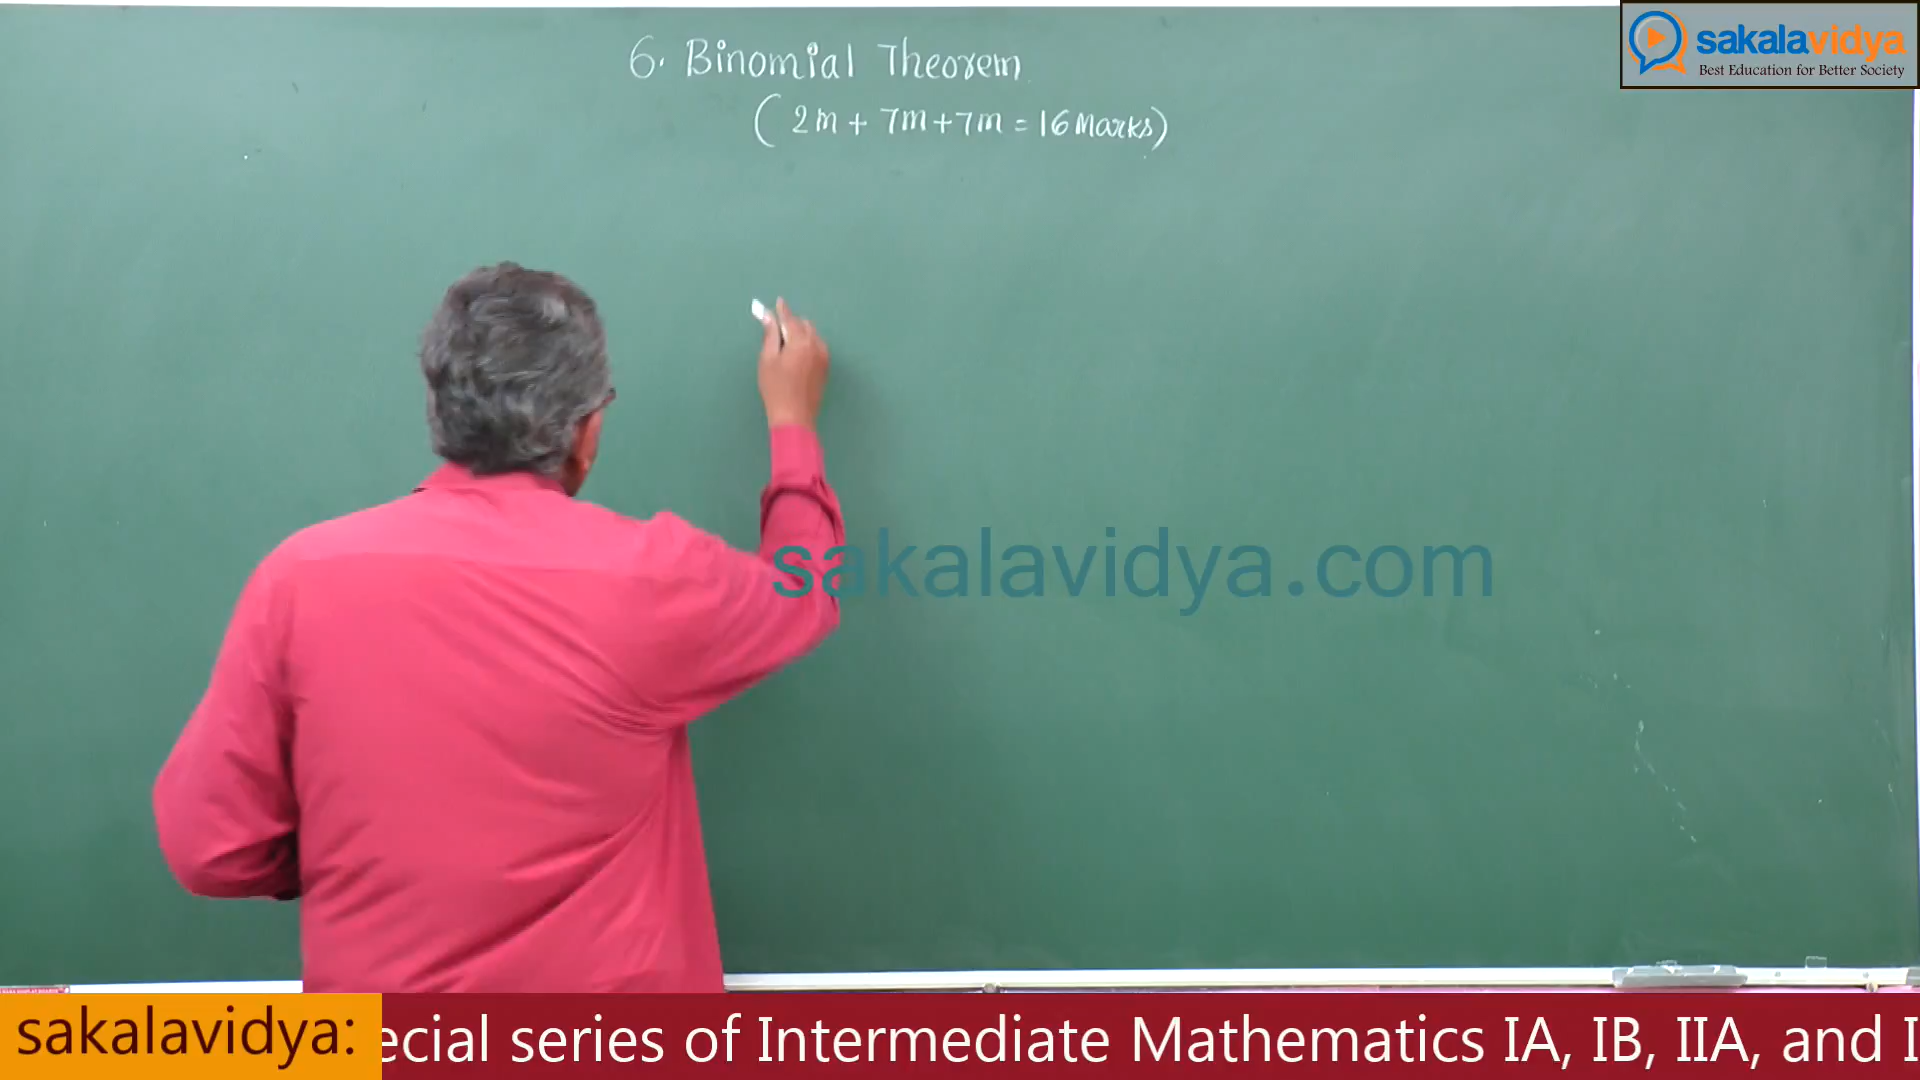 sakalavidya
Best Education for Better Society
6. Binomial Theorem
( 2m + 7m + 7m = 16 Marks)
sakalavidya.com
sakalavidya: ecial series of Intermediate Mathematics IA, IB, IIA, and I